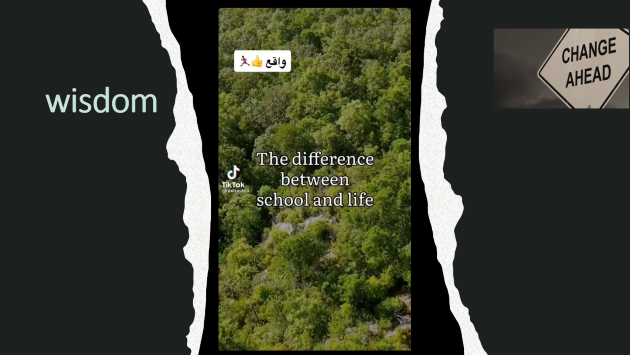 wisdom
واقع 👍🏃‍♀️
The difference
between
school and life
TikTok
CHANGE
AHEAD